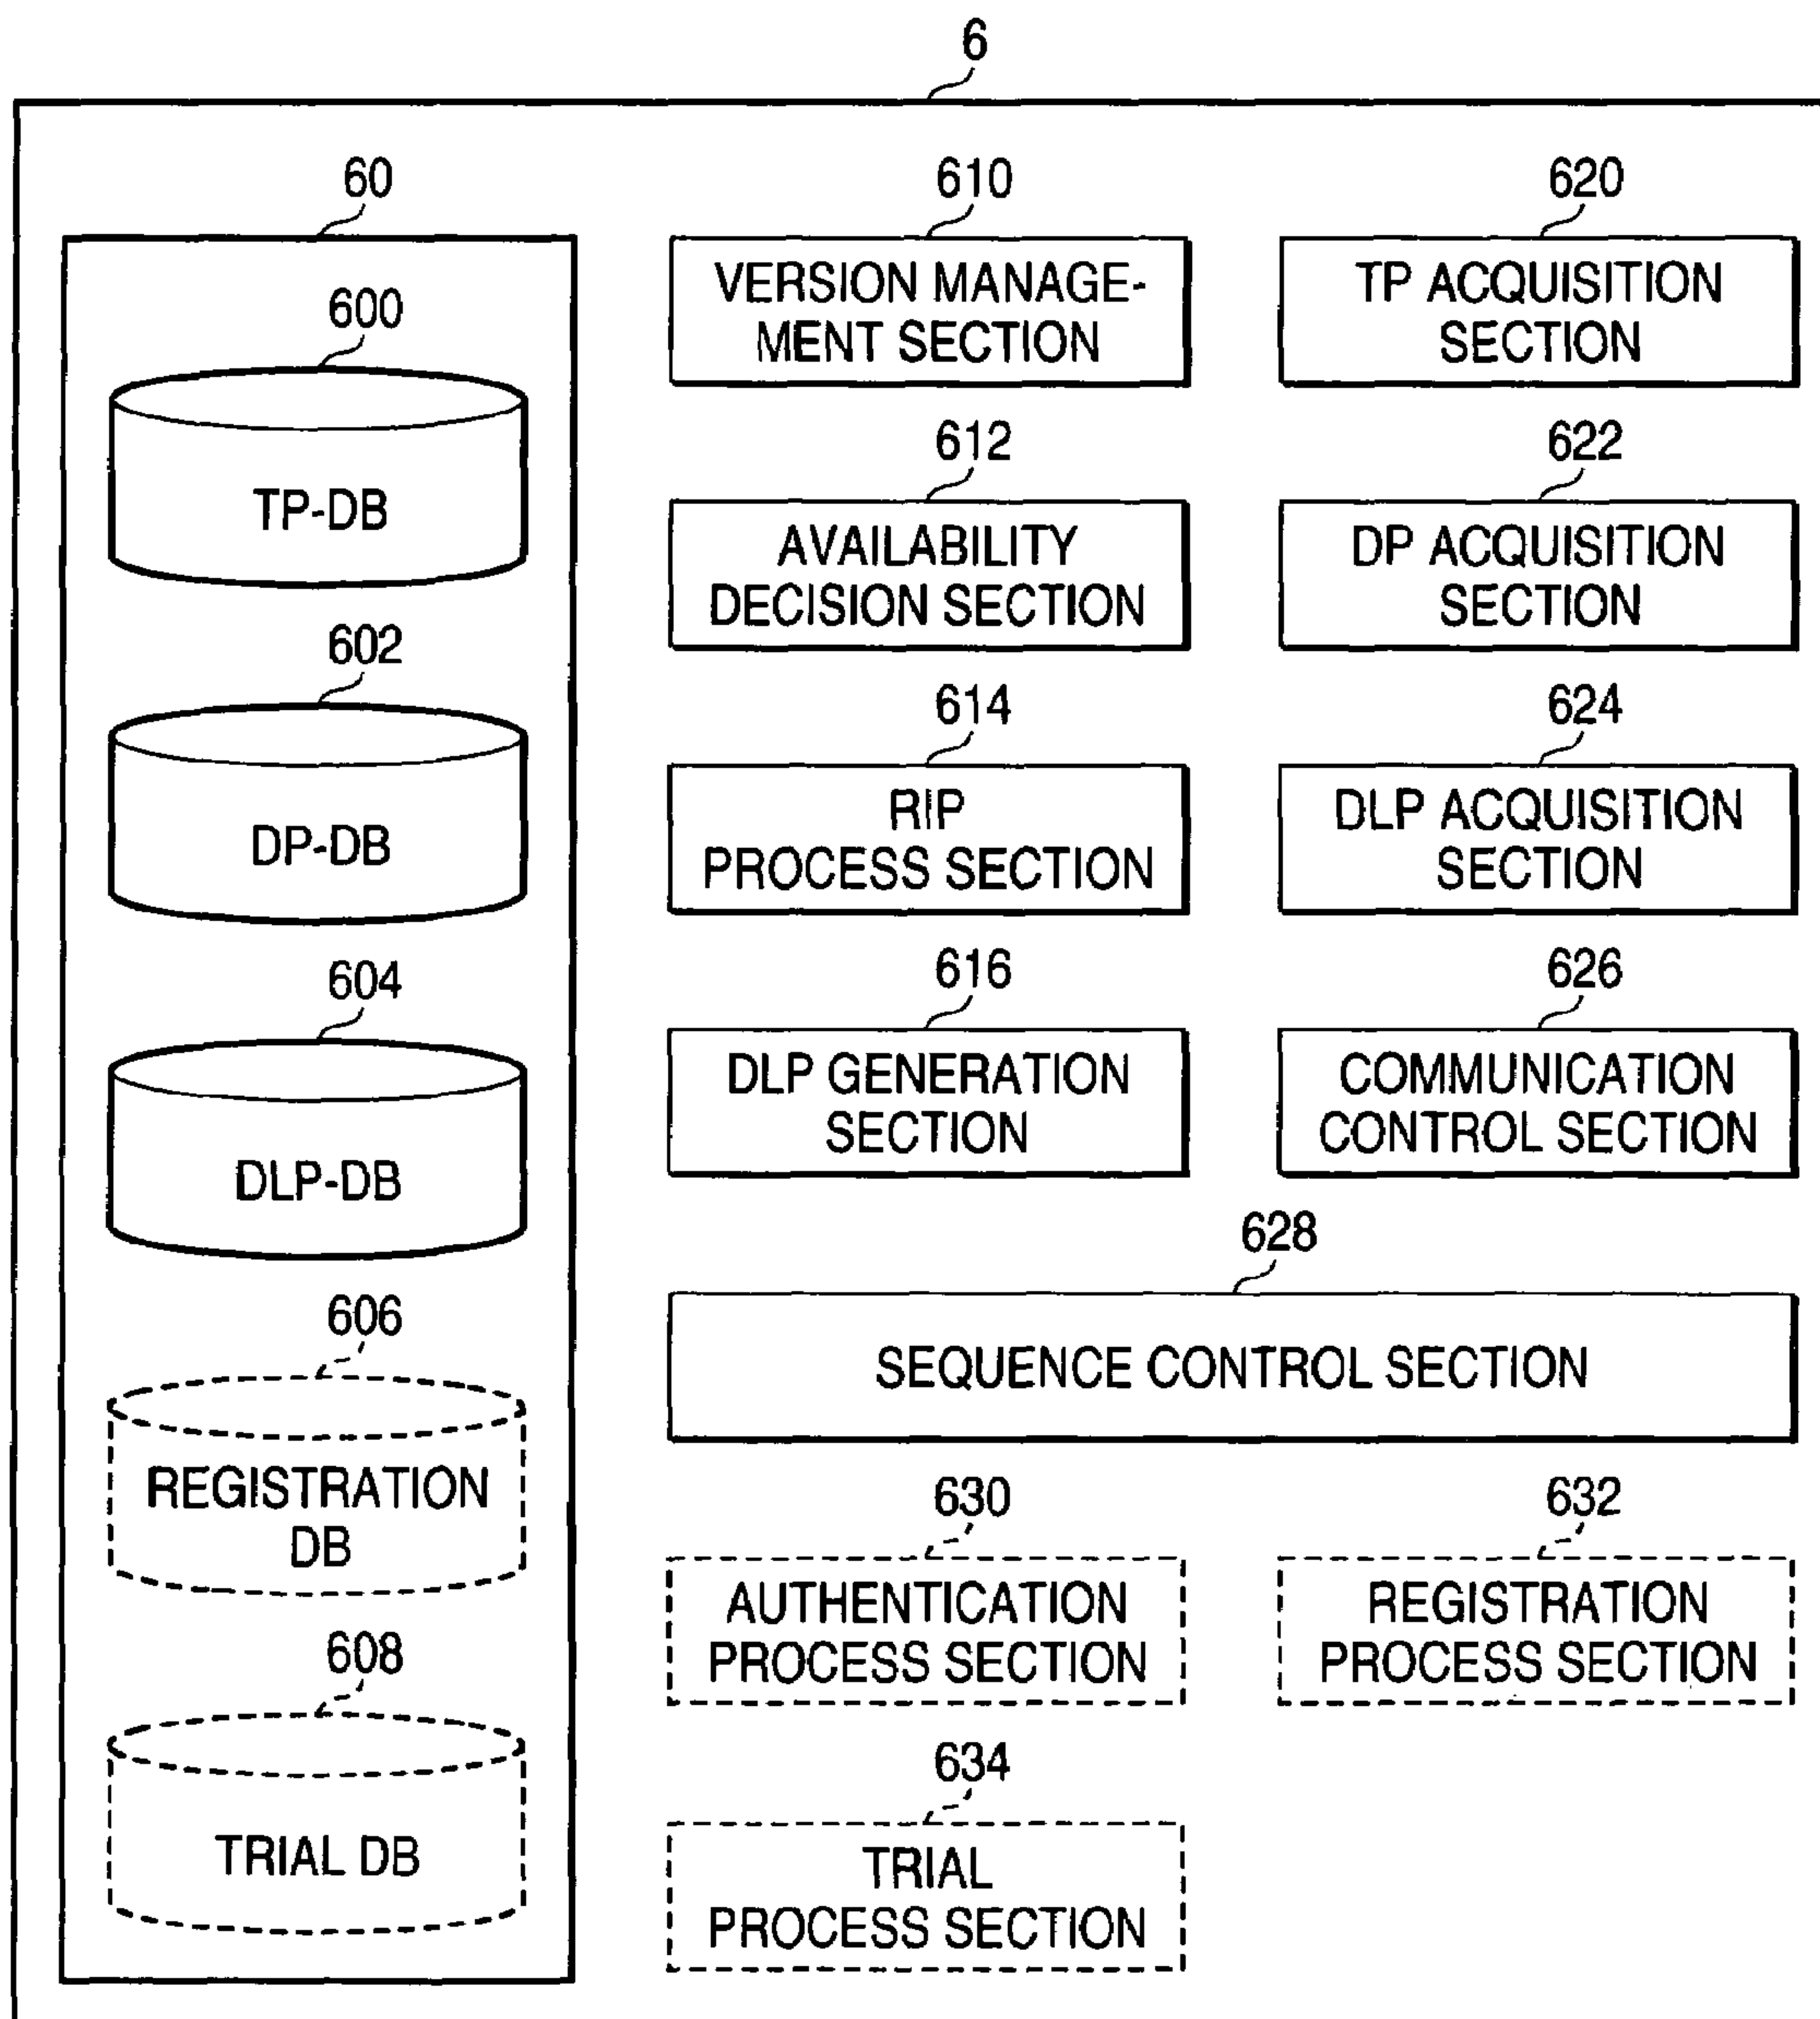 6
60
600
TP-DB
602
DP-DB
604
DLP-DB
606
REGISTRATION
DB
608
TRIAL DB
610
VERSION MANAGE-
MENT SECTION
620
TP ACQUISITION
SECTION
612
AVAILABILITY
DECISION SECTION
622
DP ACQUISITION
SECTION
614
RIP
PROCESS SECTION
624
DLP ACQUISITION
SECTION
616
DLP GENERATION
SECTION
626
COMMUNICATION
CONTROL SECTION
628
SEQUENCE CONTROL SECTION
630
AUTHENTICATION
PROCESS SECTION
632
REGISTRATION
PROCESS SECTION
634
TRIAL
PROCESS SECTION